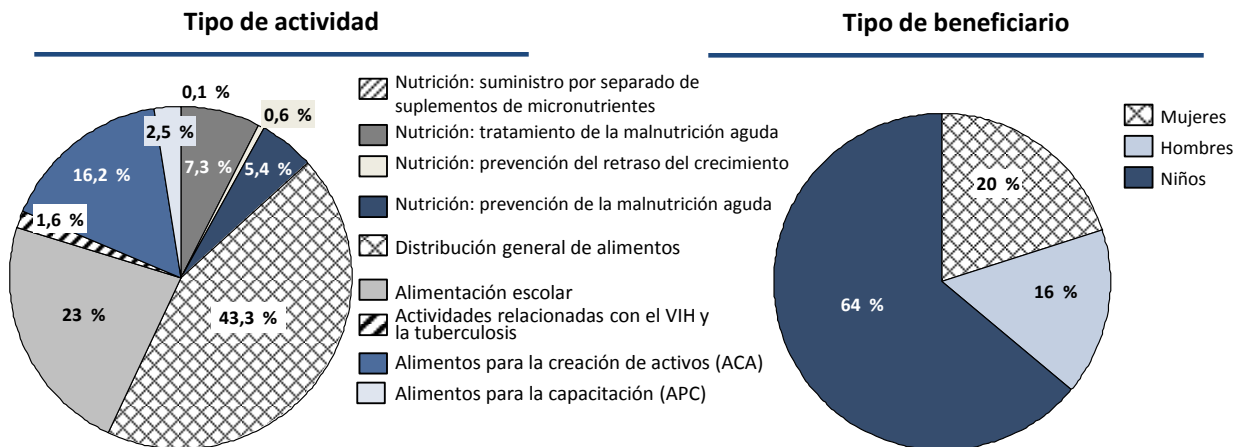 Tipo de actividad
0,1 %
0,6 %
2,5 %
7,3 %
5,4 %
16,2 %
1,6 %
23 %
43,3 %
Nutrición: suministro por separado de
suplementos de micronutrientes
Nutrición: tratamiento de la malnutrición aguda
Nutrición: prevención del retraso del crecimiento
Nutrición: prevención de la malnutrición aguda
Distribución general de alimentos
Alimentación escolar
Actividades relacionadas con el VIH y
la tuberculosis
Alimentos para la creación de activos (ACA)
Alimentos para la capacitación (APC)
Tipo de beneficiario
20 %
16 %
64 %
Mujeres
Hombres
Niños